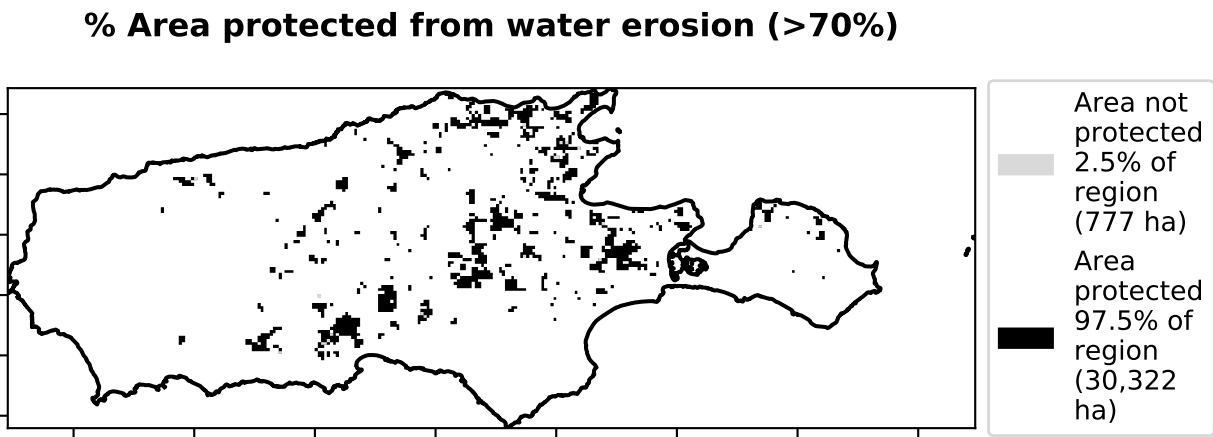 % Area protected from water erosion (>70%)
Area not
protected
2.5% of
region
(777 ha)
Area
protected
97.5% of
region
(30,322
ha)